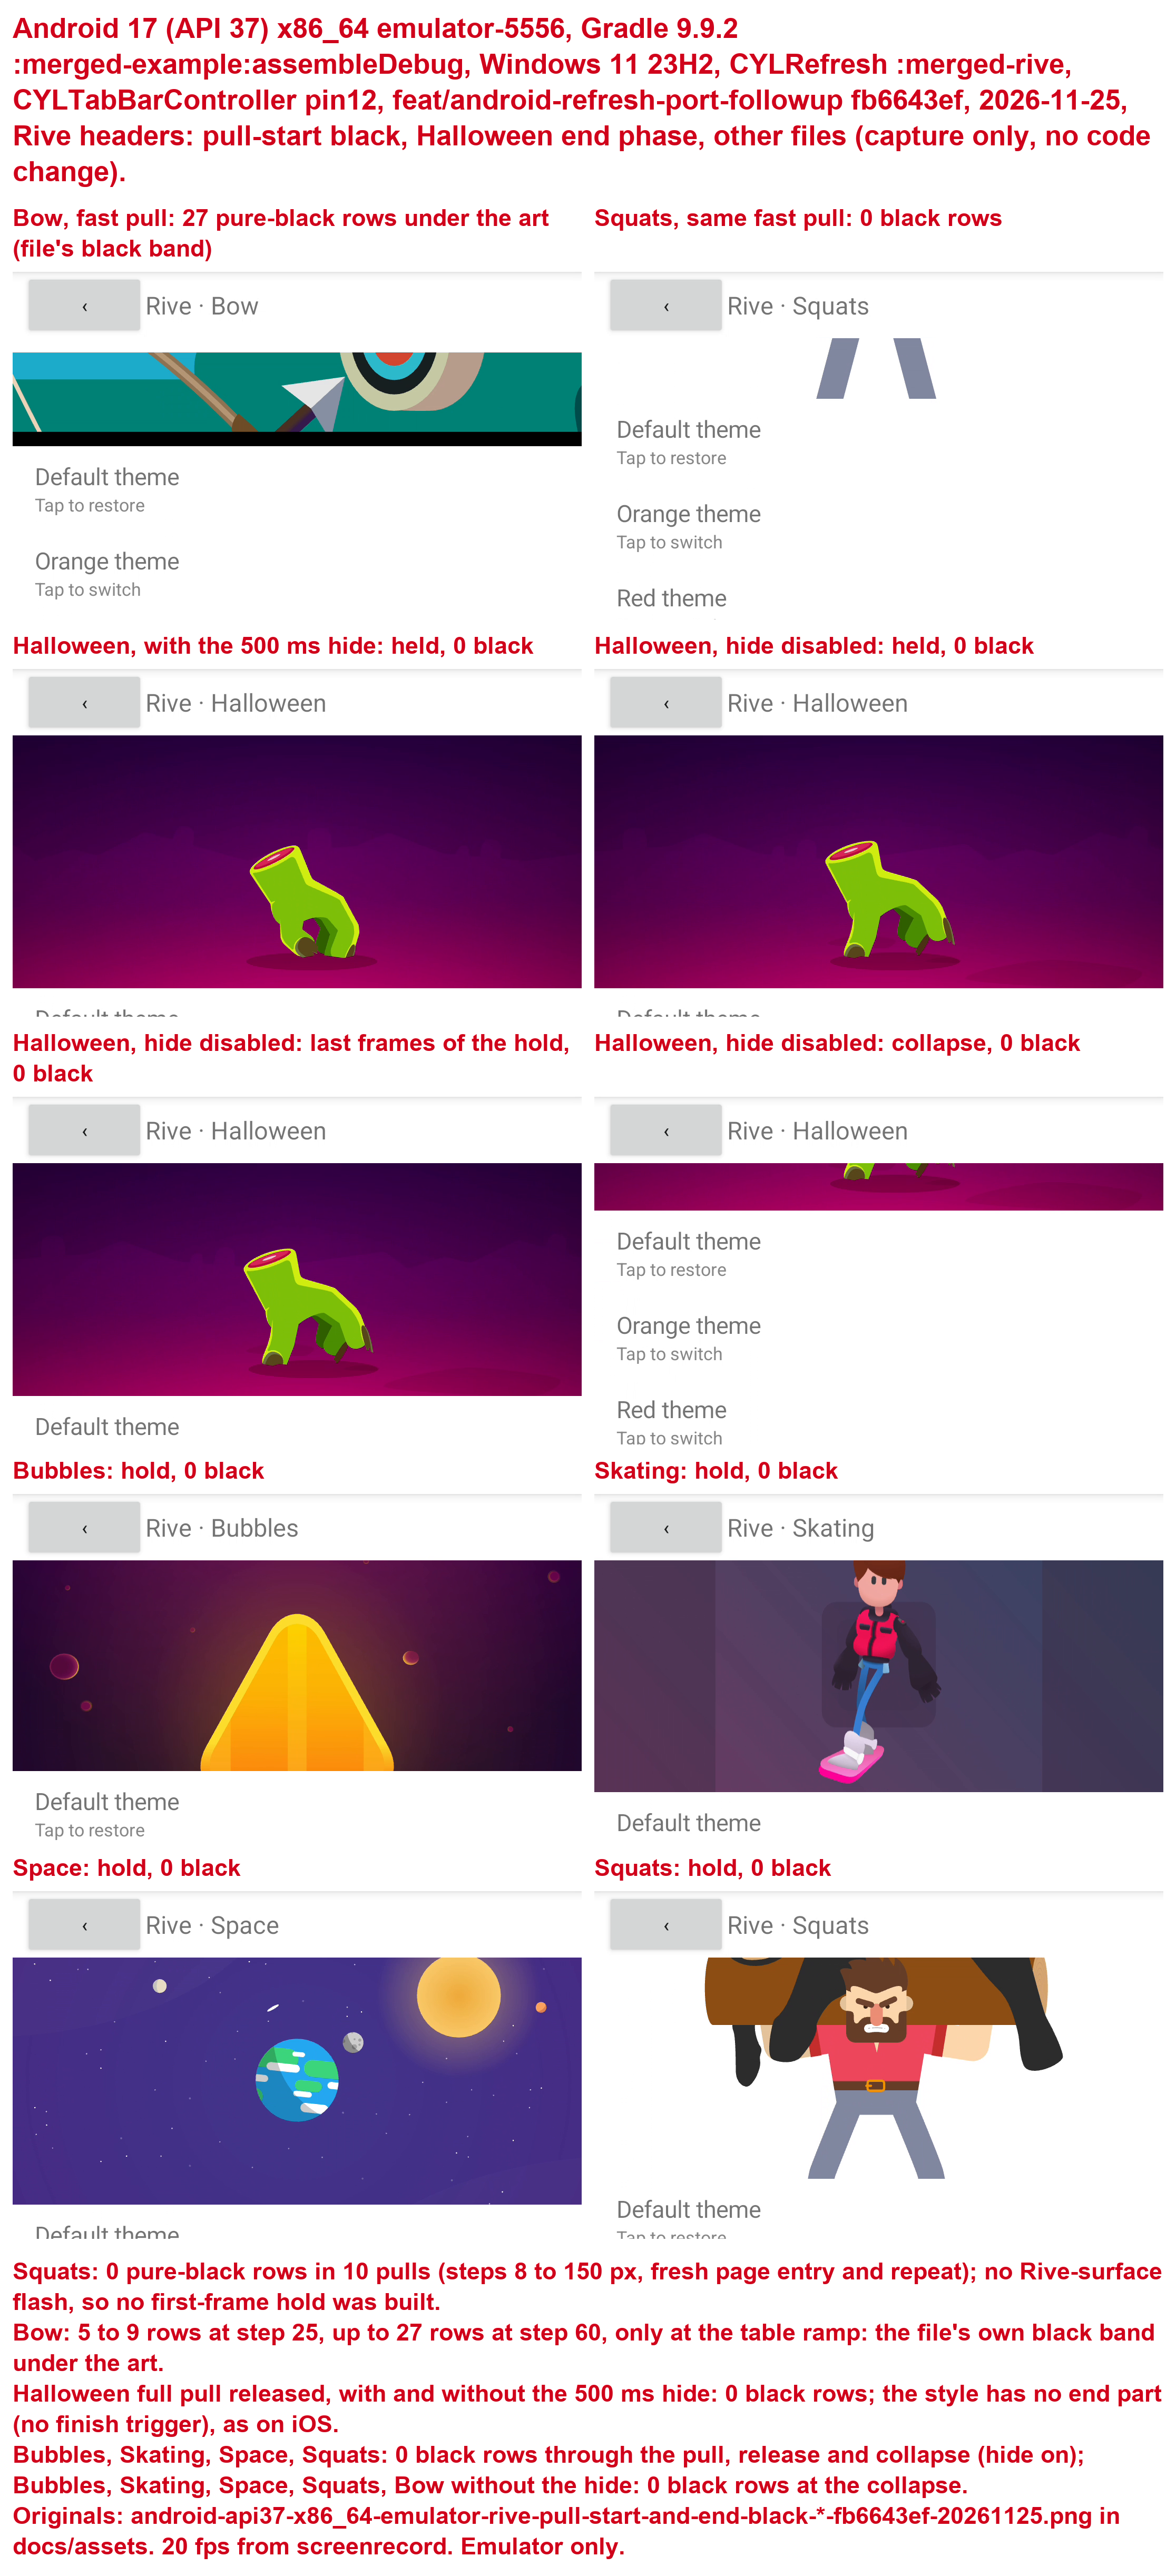 Android 17 (API 37) x86_64 emulator-5556, Gradle 9.9.2
:merged-example:assembleDebug, Windows 11 23H2, CYLRefresh :merged-rive,
CYLTabBarController pin12, feat/android-refresh-port-followup fb6643ef, 2026-11-25,
Rive headers: pull-start black, Halloween end phase, other files (capture only, no code
change).
Bow, fast pull: 27 pure-black rows under the art
(file's black band)
‹ Rive · Bow
Default theme
Tap to restore
Orange theme
Tap to switch
Squats, same fast pull: 0 black rows
‹ Rive · Squats
Default theme
Tap to restore
Orange theme
Tap to switch
Red theme
Halloween, with the 500 ms hide: held, 0 black
‹ Rive · Halloween
Default theme
Halloween, hide disabled: held, 0 black
‹ Rive · Halloween
Default theme
Halloween, hide disabled: last frames of the hold,
0 black
‹ Rive · Halloween
Default theme
Halloween, hide disabled: collapse, 0 black
‹ Rive · Halloween
Default theme
Tap to restore
Orange theme
Tap to switch
Red theme
Tap to switch
Bubbles: hold, 0 black
‹ Rive · Bubbles
Default theme
Tap to restore
Skating: hold, 0 black
‹ Rive · Skating
Default theme
Space: hold, 0 black
‹ Rive · Space
Default theme
Squats: hold, 0 black
‹ Rive · Squats
Default theme
Tap to restore
Squats: 0 pure-black rows in 10 pulls (steps 8 to 150 px, fresh page entry and repeat); no Rive-surface
flash, so no first-frame hold was built.
Bow: 5 to 9 rows at step 25, up to 27 rows at step 60, only at the table ramp: the file's own black band
under the art.
Halloween full pull released, with and without the 500 ms hide: 0 black rows; the style has no end part
(no finish trigger), as on iOS.
Bubbles, Skating, Space, Squats: 0 black rows through the pull, release and collapse (hide on);
Bubbles, Skating, Space, Squats, Bow without the hide: 0 black rows at the collapse.
Originals: android-api37-x86_64-emulator-rive-pull-start-and-end-black-*-fb6643ef-20261125.png in
docs/assets. 20 fps from screenrecord. Emulator only.